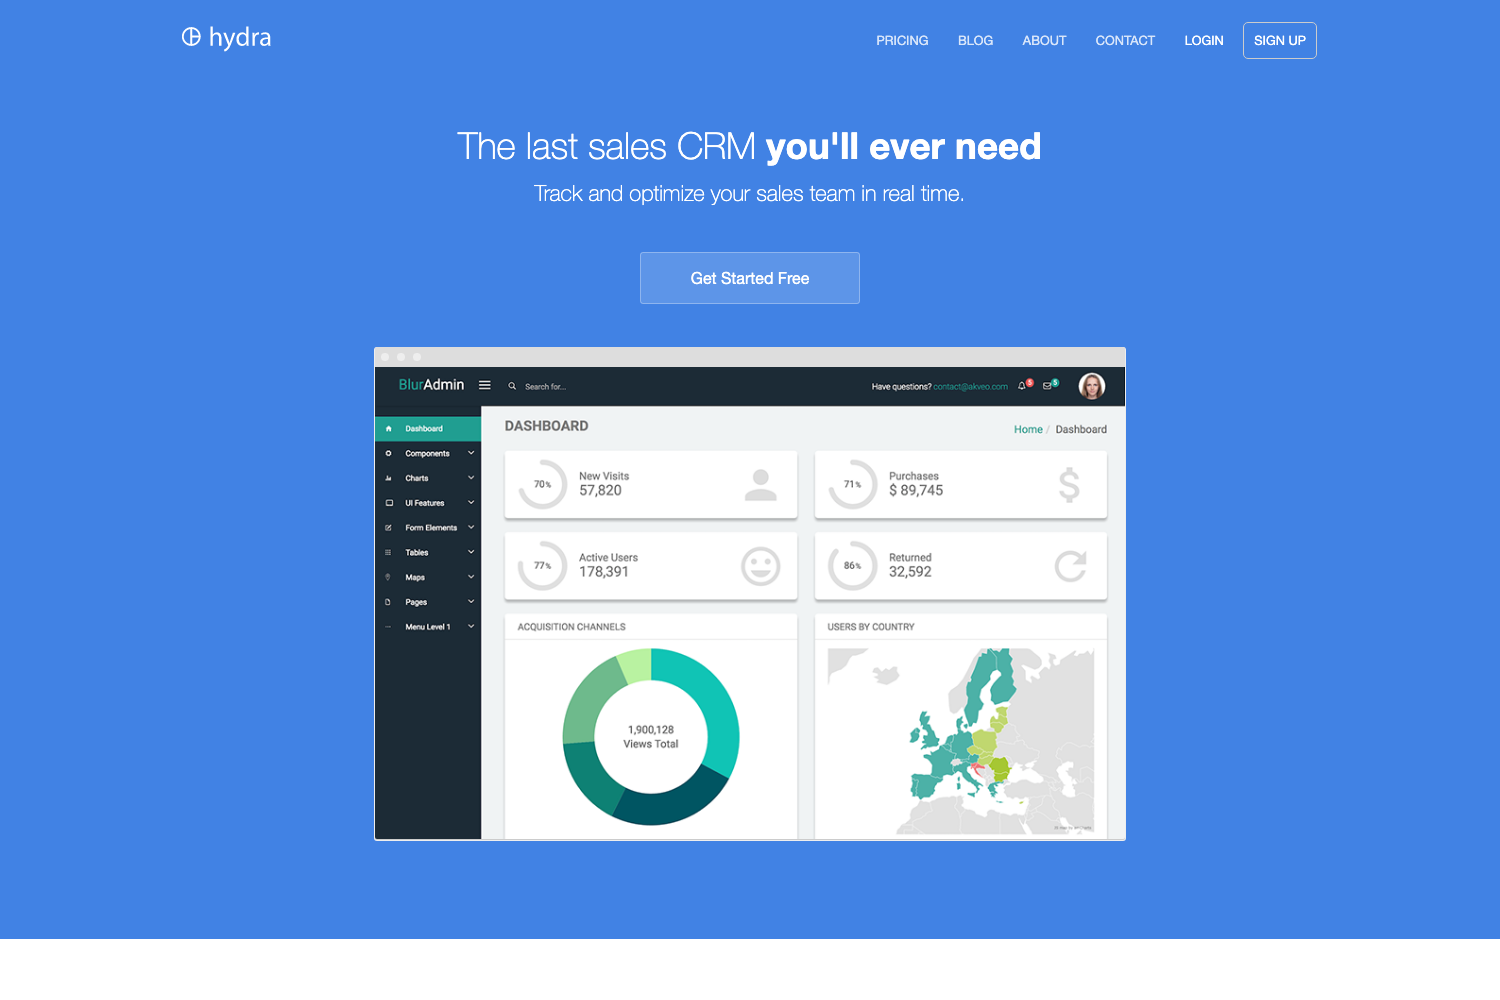 hydra
PRICING BLOG ABOUT CONTACT LOGIN SIGN UP
The last sales CRM you'll ever need
Track and optimize your sales team in real time.
Get Started Free
BlurAdmin Search for... Have questions? contact@akveo.com 5 5
Dashboard
Components
Charts
UI Features
Form Elements
Tables
Maps
Pages
Menu Level 1
DASHBOARD
Home / Dashboard
70% New Visits
57,820
71% Purchases
$ 89,745
77% Active Users
178,391
86% Returned
32,592
ACQUISITION CHANNELS
1,900,128
Views Total
USERS BY COUNTRY